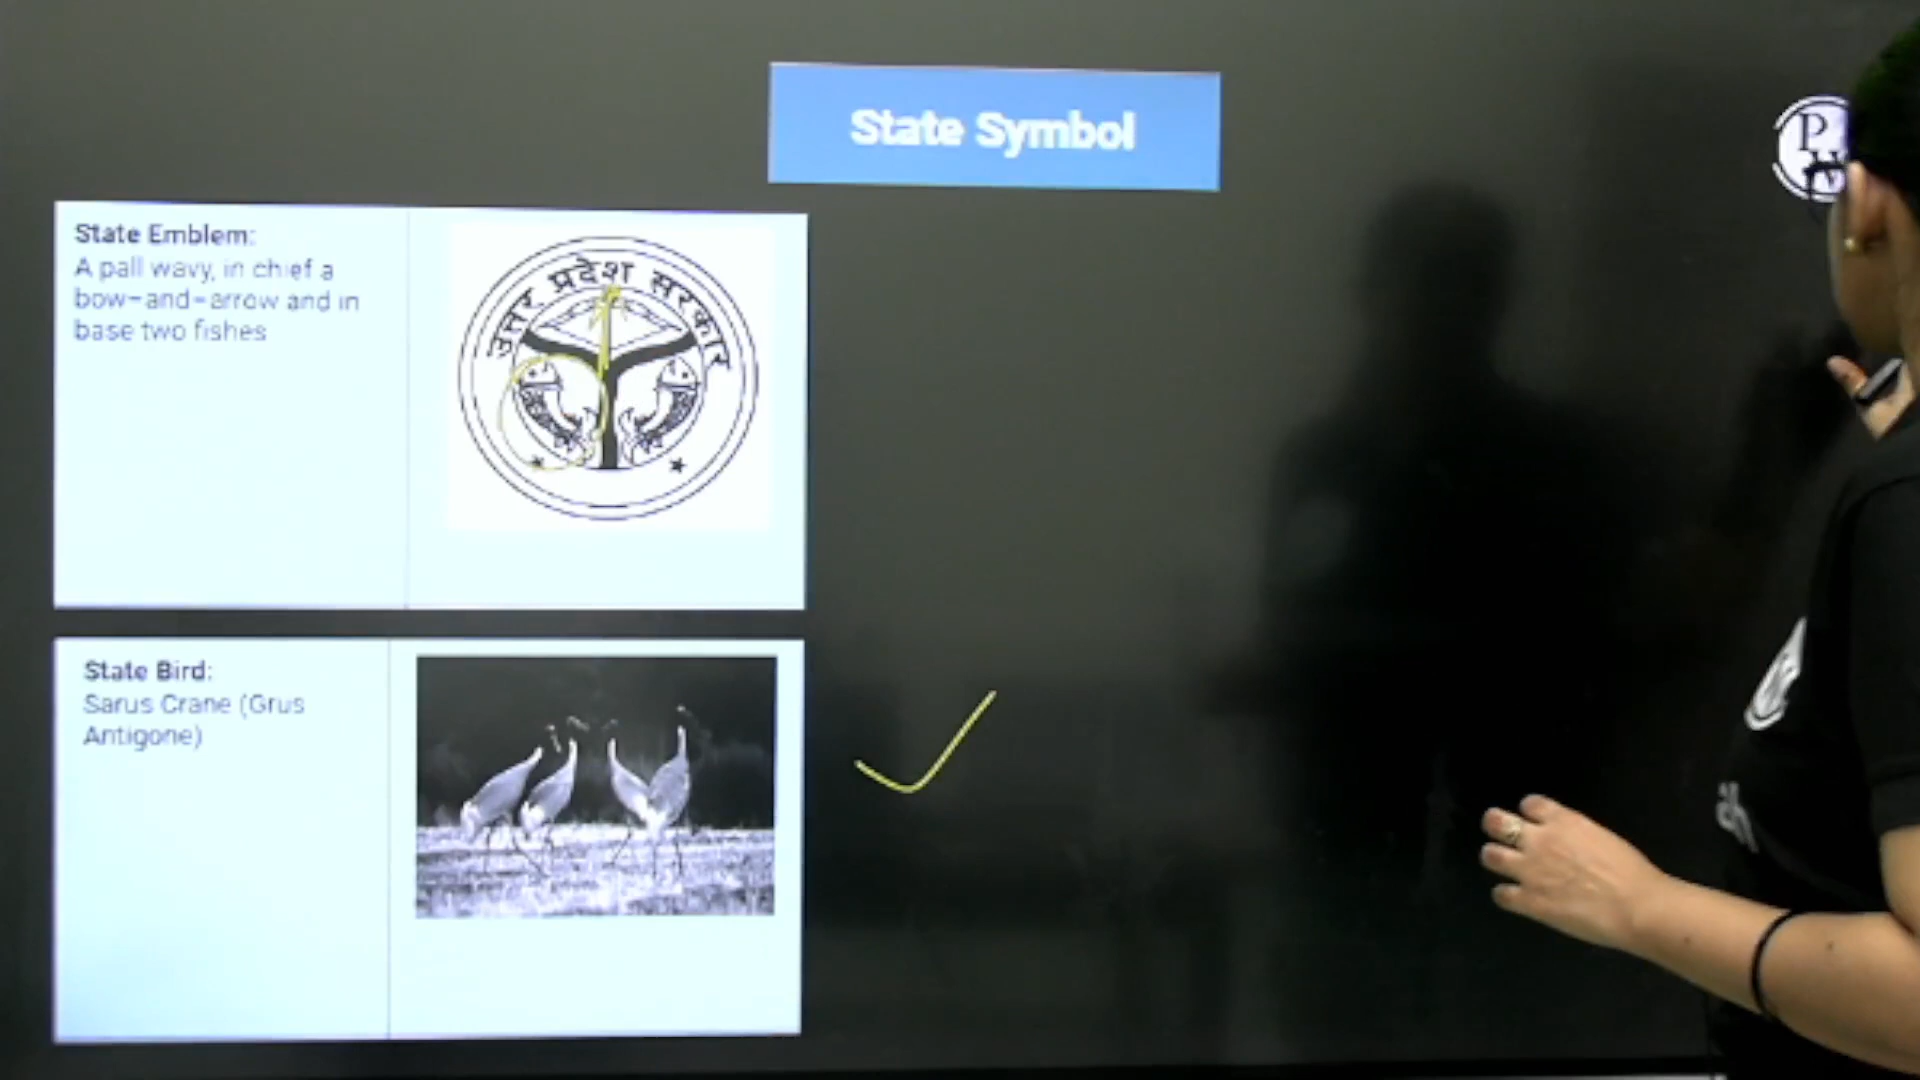 State Symbol
P
W
State Emblem:
A pall wavy, in chief a
bow-and-arrow and in
base two fishes
उत्तर प्रदेश सरकार
State Bird:
Sarus Crane (Grus
Antigone)